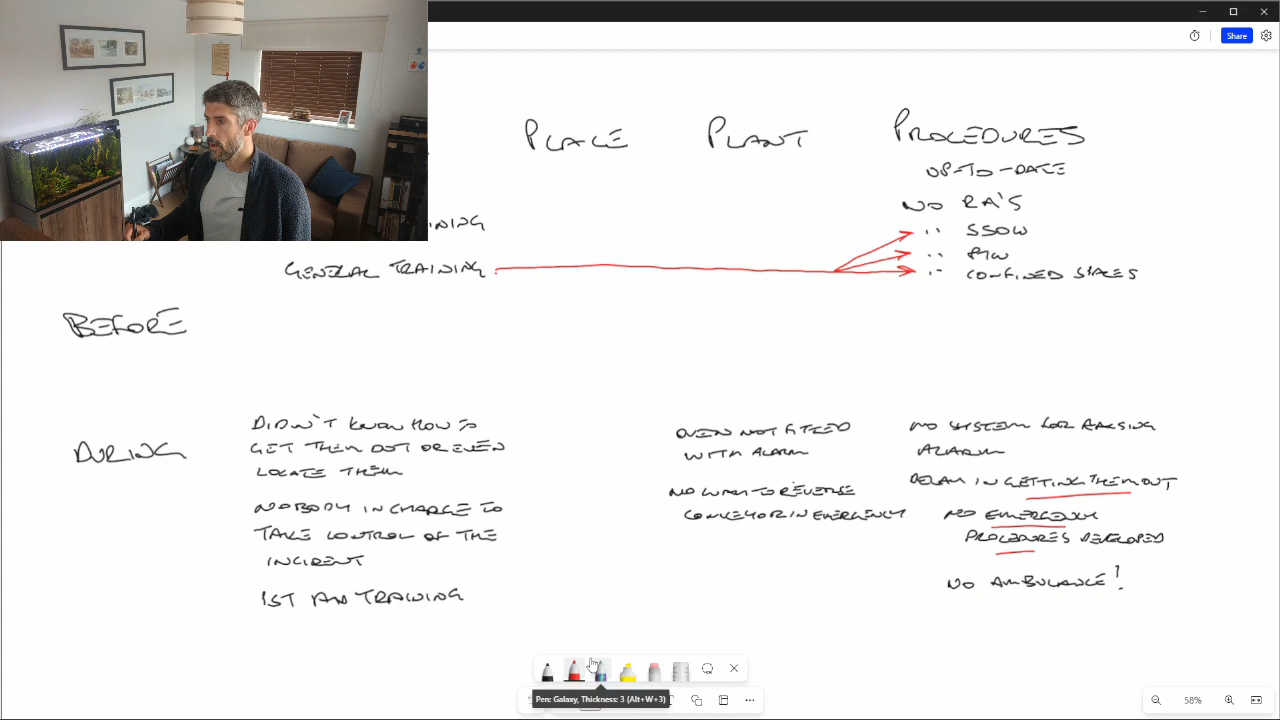 Share
PLACE
PLANT
PROCEDURES
UP-TO-DATE
NO RA'S
INING
" SSOW
" PTW
GENERAL TRAINING
" CONFINED SPACES
BEFORE
DURING
DIDN'T KNOW HOW TO
GET THEM OUT OR EVEN
LOCATE THEM
NOBODY IN CHARGE TO
TAKE CONTROL OF THE
INCIDENT
1ST AID TRAINING
OVEN NOT FITTED
WITH ALARM
NO WAY TO REVERSE
CONVEYOR IN EMERGENCY
NO SYSTEM FOR RAISING
ALARM
DELAY IN GETTING THEM OUT
NO EMERGENCY
PROCEDURES DEVELOPED
NO AMBULANCE!
Pen: Galaxy, Thickness: 3 (Alt+W+3)
58%